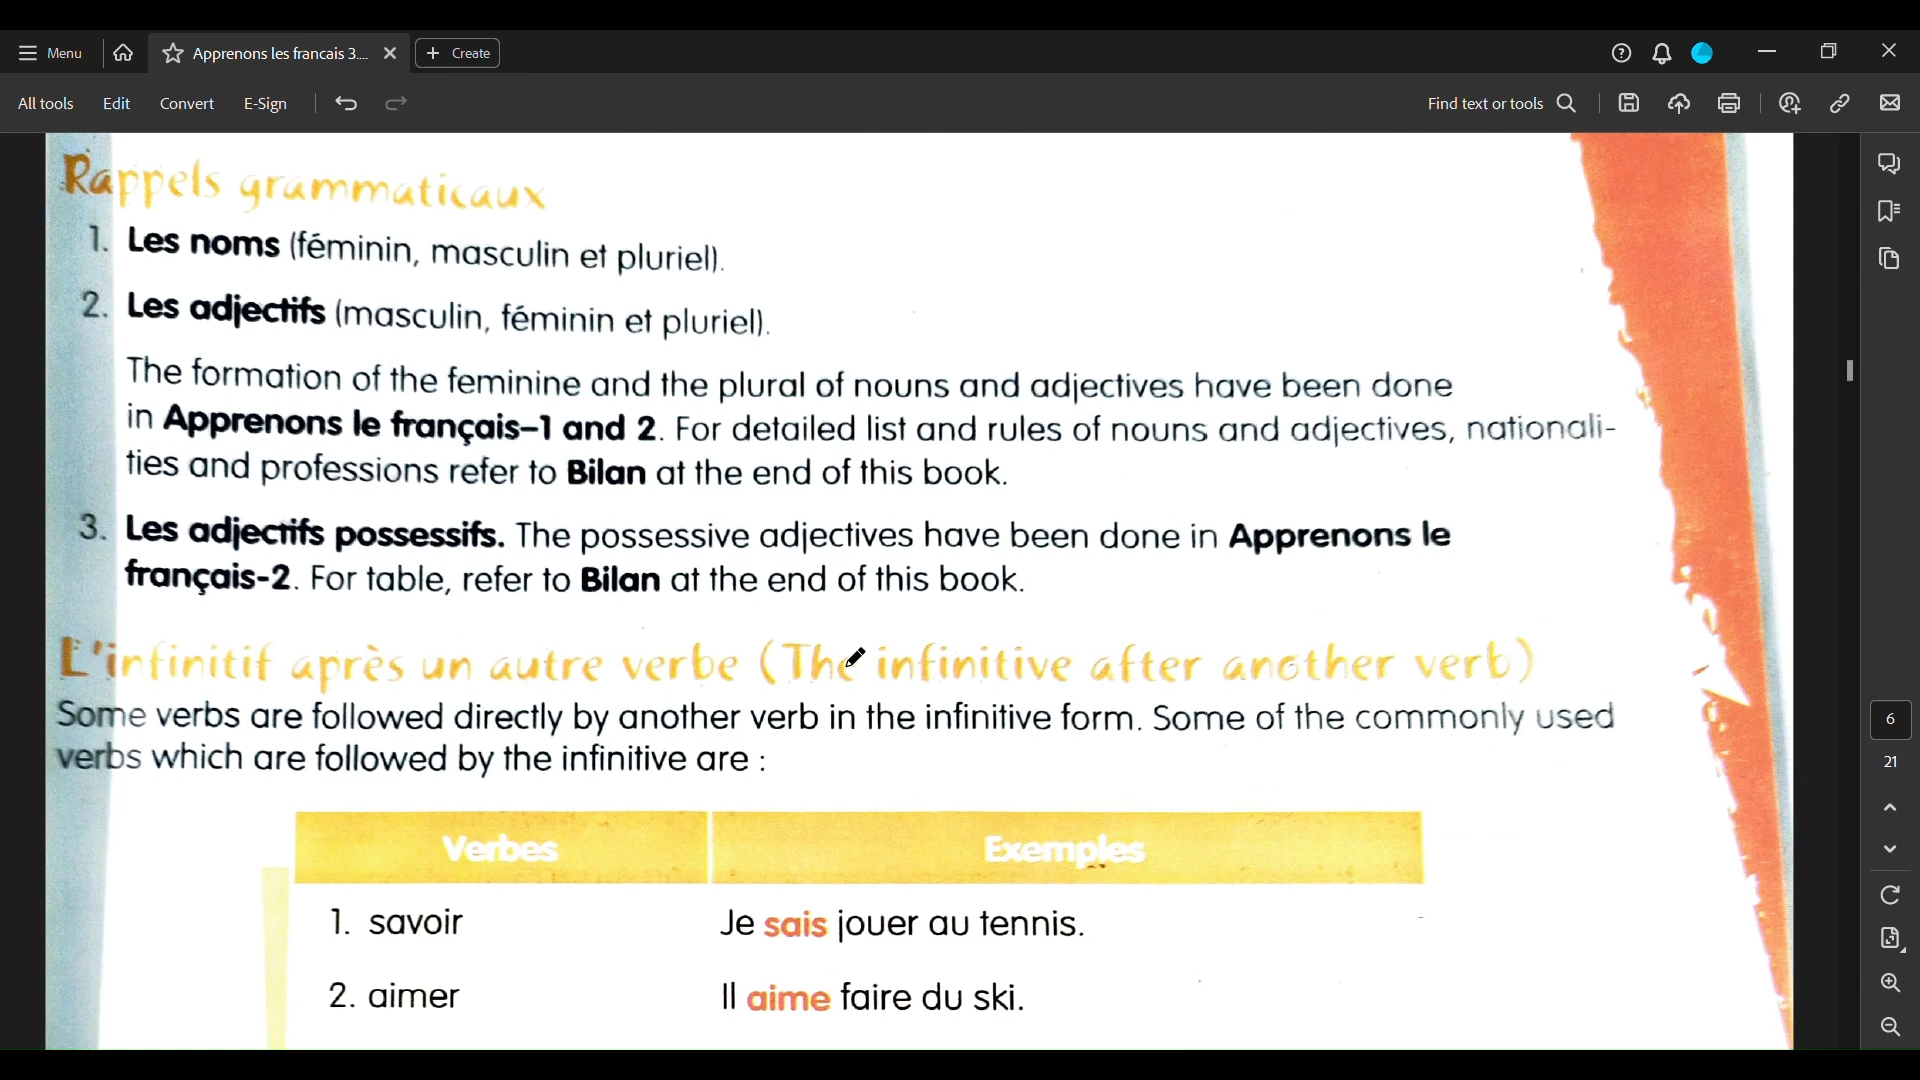 Menu
Apprenons les francais 3....
Create
All tools
Edit
Convert
E-Sign
Find text or tools
Rappels grammaticaux
1. Les noms (féminin, masculin et pluriel).
2. Les adjectifs (masculin, féminin et pluriel).
The formation of the feminine and the plural of nouns and adjectives have been done
in Apprenons le français–1 and 2. For detailed list and rules of nouns and adjectives, nationali-
ties and professions refer to Bilan at the end of this book.
3. Les adjectifs possessifs. The possessive adjectives have been done in Apprenons le
français-2. For table, refer to Bilan at the end of this book.
L'infinitif après un autre verbe (The infinitive after another verb)
Some verbs are followed directly by another verb in the infinitive form. Some of the commonly used
verbs which are followed by the infinitive are :
Verbes Exemples
1. savoir Je sais jouer au tennis.
2. aimer Il aime faire du ski.
6
21